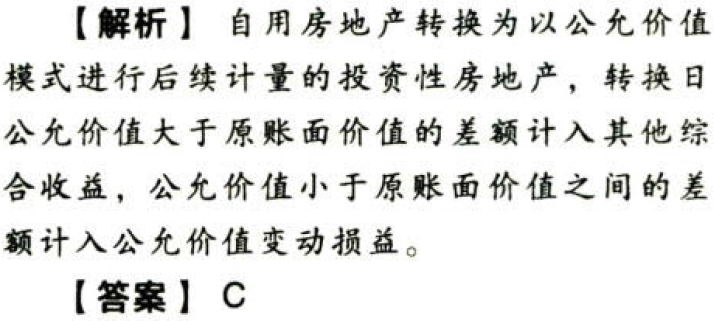 【解析】 自用房地产转换为以公允价值
模式进行后续计量的投资性房地产，转换日
公允价值大于原账面价值的差额计入其他综
合收益，公允价值小于原账面价值之间的差
额计入公允价值变动损益。
【答案】 C